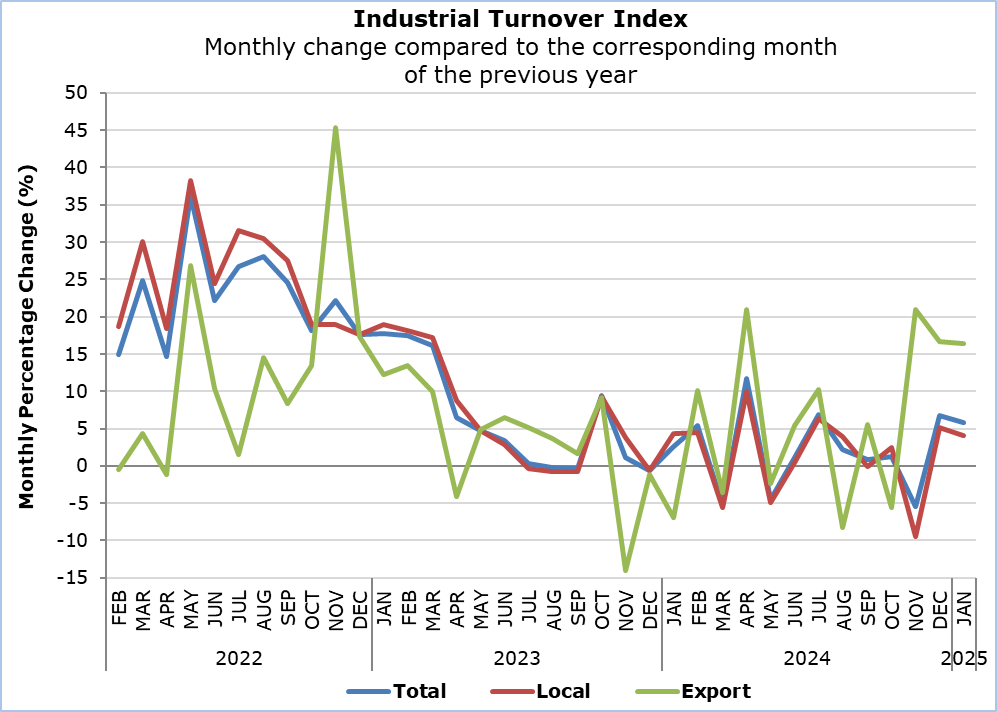 Industrial Turnover Index
Monthly change compared to the corresponding month
of the previous year
Monthly Percentage Change (%)
50
45
40
35
30
25
20
15
10
5
0
-5
-10
-15
FEB MAR APR MAY JUN JUL AUG SEP OCT NOV DEC JAN FEB MAR APR MAY JUN JUL AUG SEP OCT NOV DEC JAN FEB MAR APR MAY JUN JUL AUG SEP OCT NOV DEC JAN
2022 2023 2024 2025
Total Local Export